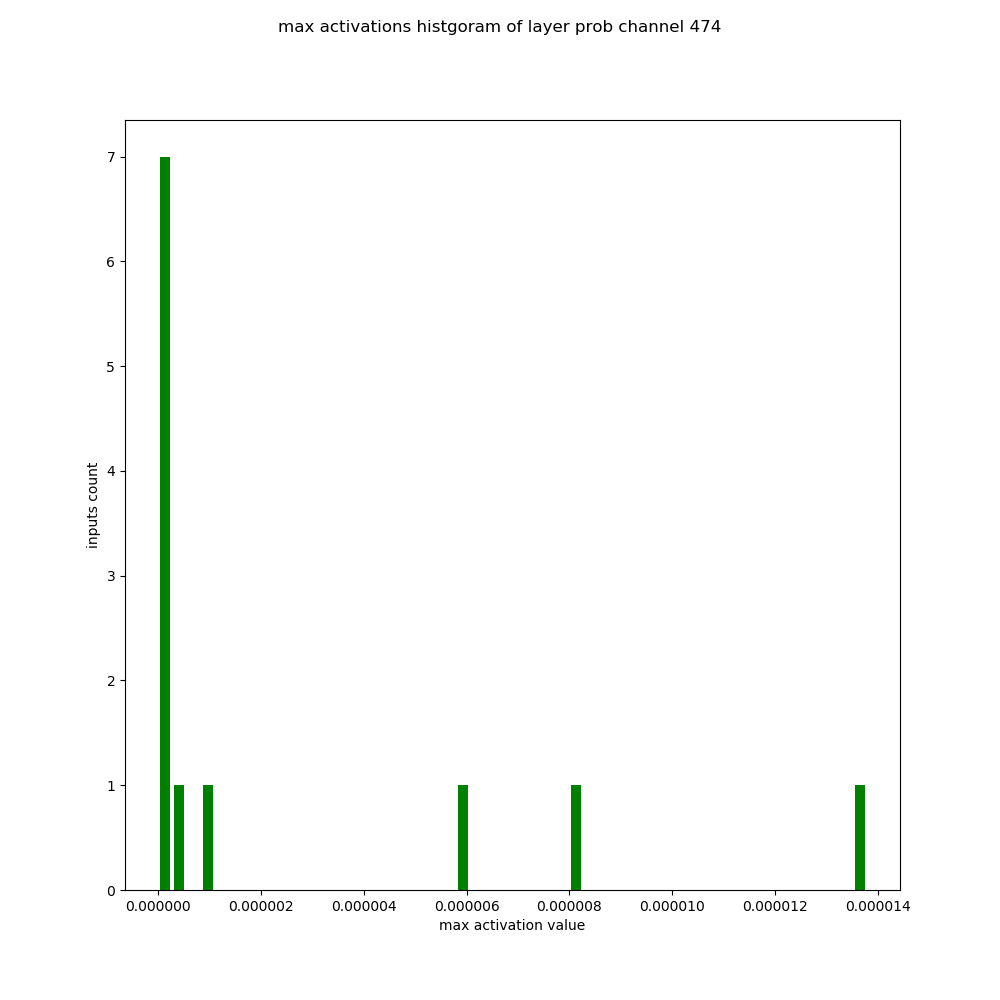 max activations histgoram of layer prob channel 474
7
6
5
4
3
2
1
0
inputs count
0.000000 0.000002 0.000004 0.000006 0.000008 0.000010 0.000012 0.000014
max activation value